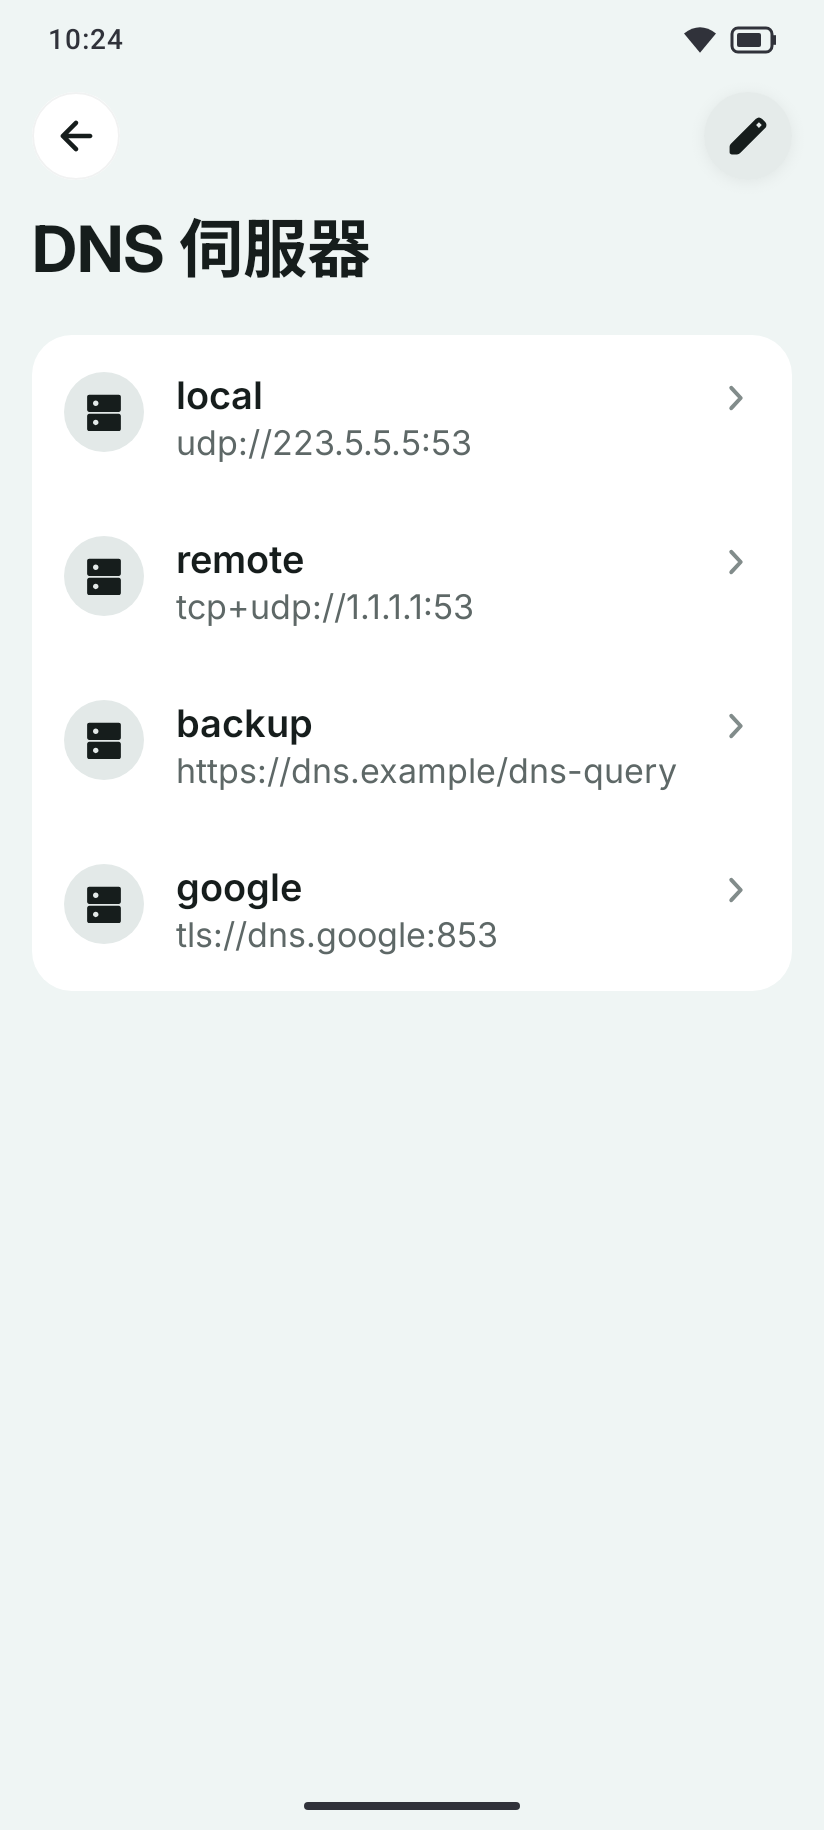 10:24
DNS 伺服器
local
udp://223.5.5.5:53
remote
tcp+udp://1.1.1.1:53
backup
https://dns.example/dns-query
google
tls://dns.google:853